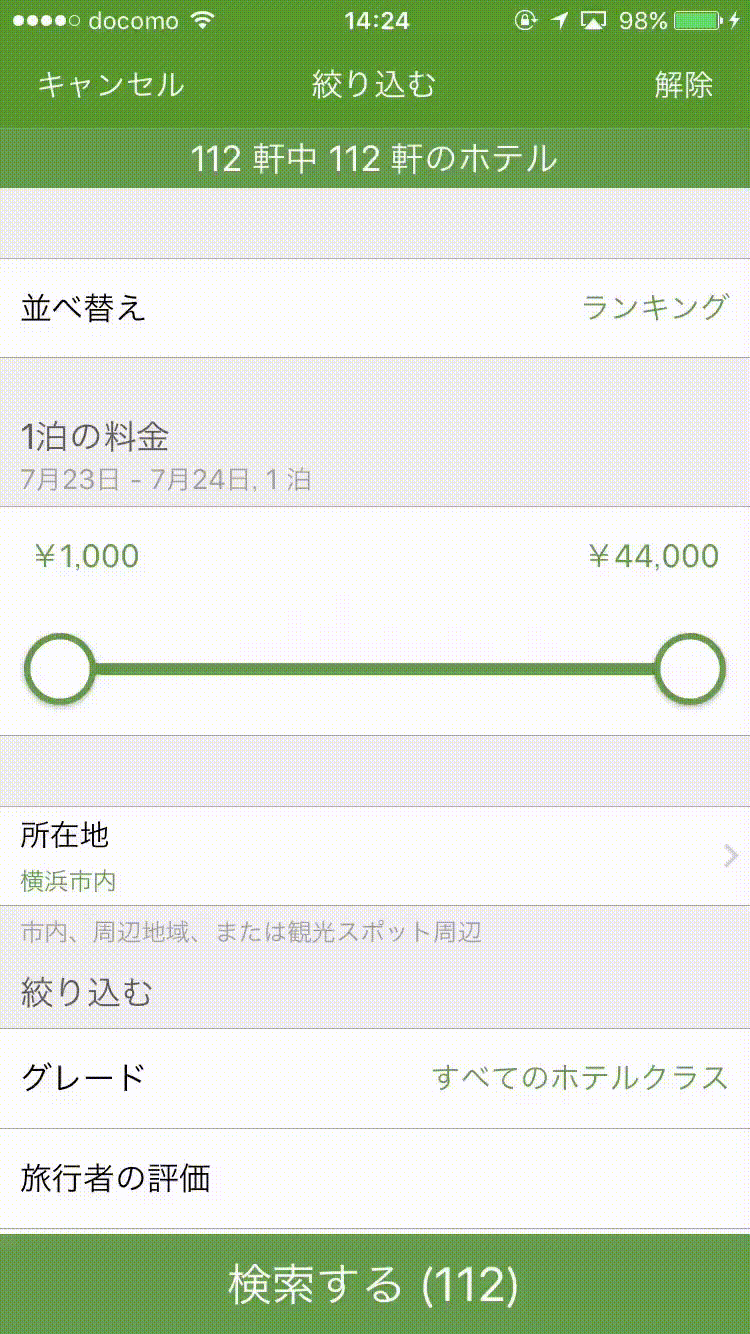 docomo 14:24 98%
キャンセル 絞り込む 解除
112 軒中 112 軒のホテル
並べ替え ランキング
1泊の料金
7月23日 - 7月24日, 1 泊
￥1,000 ￥44,000
所在地
横浜市内
市内、周辺地域、または観光スポット周辺
絞り込む
グレード すべてのホテルクラス
旅行者の評価
検索する (112)